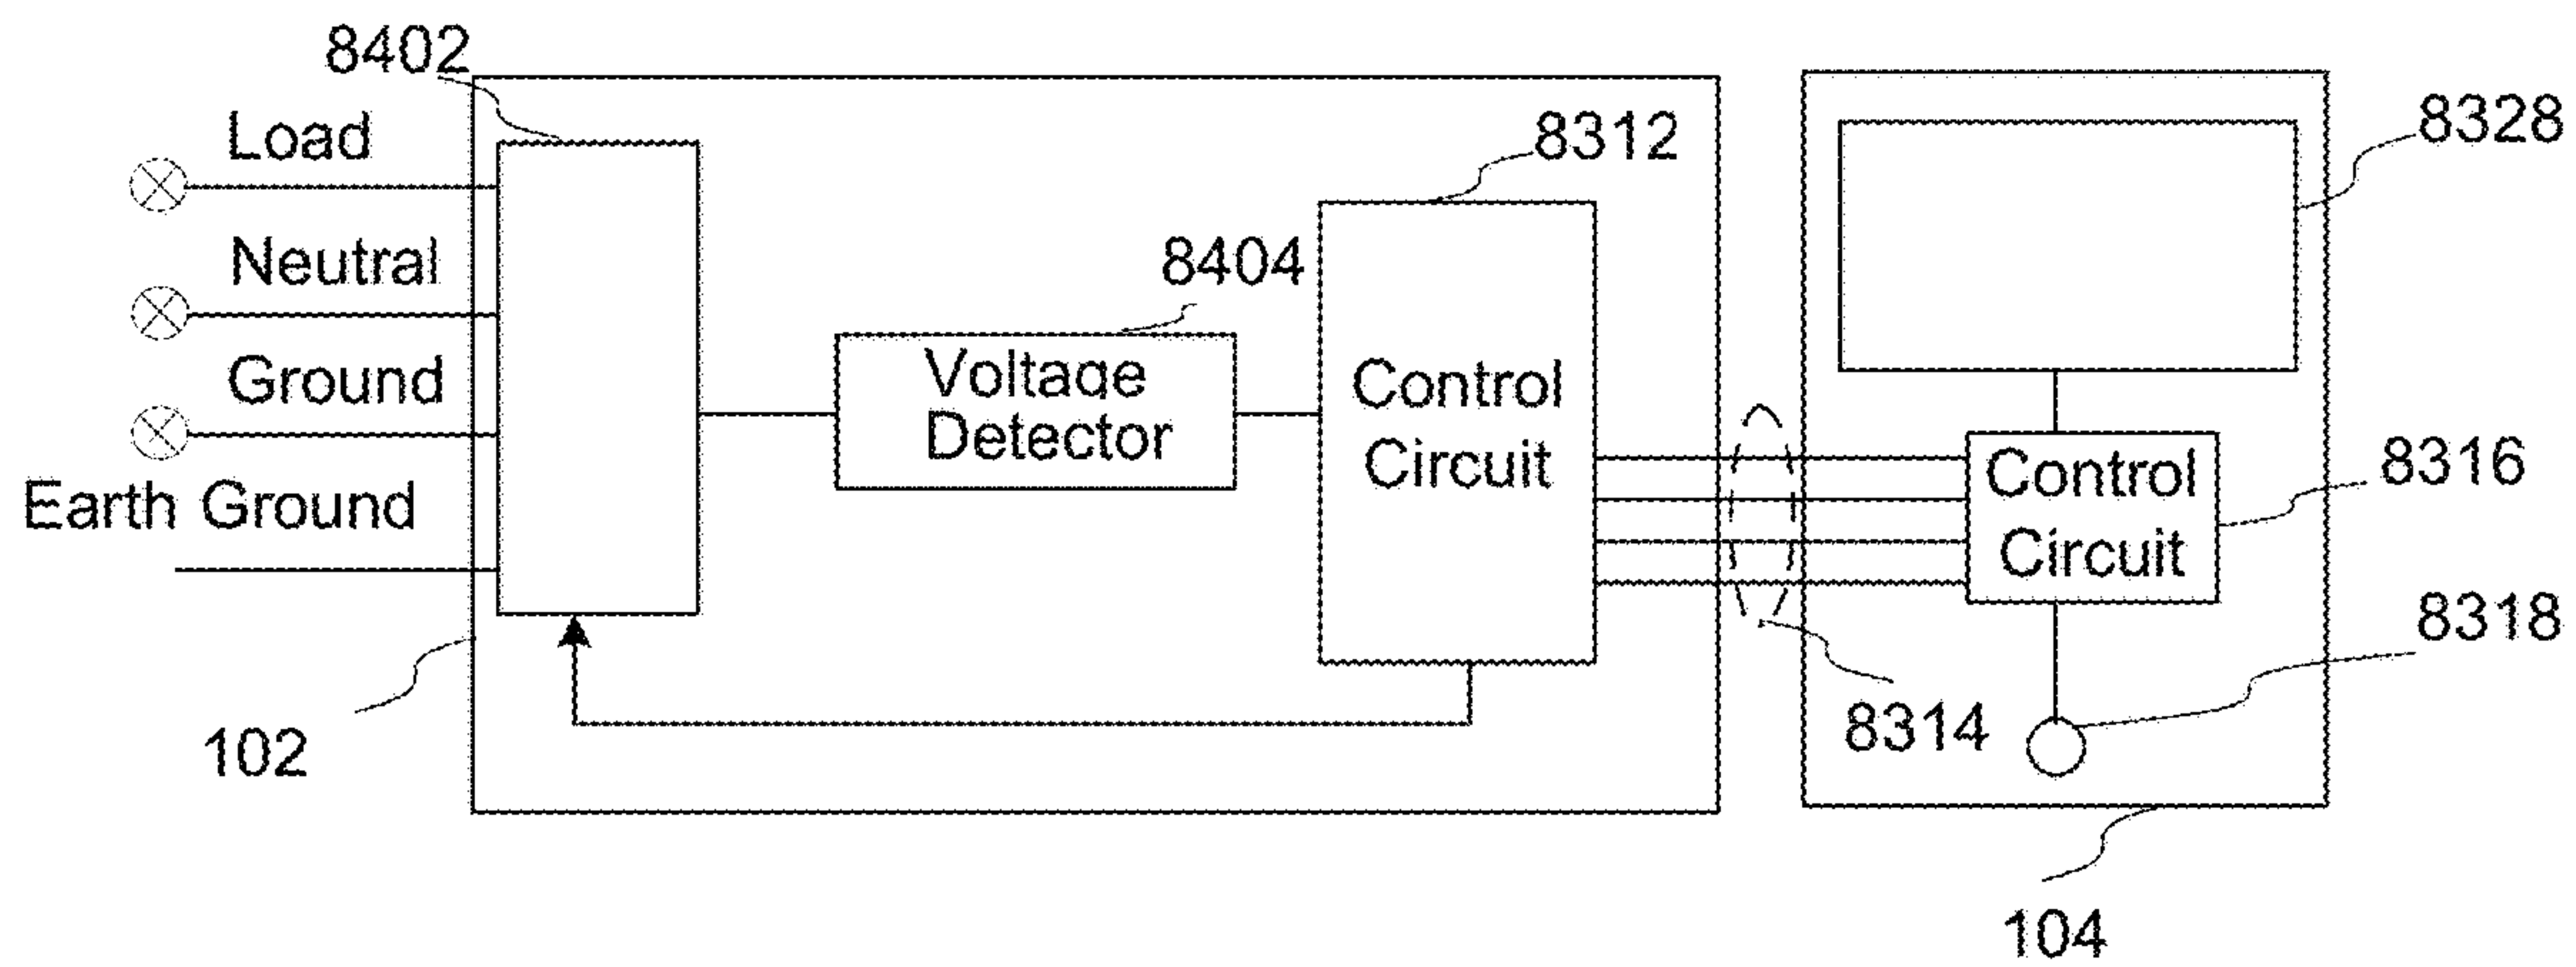 8402
Load
8312
8328
Neutral
8404
Ground
Voltage
Detector
Control
Circuit
Control
Circuit
8316
Earth Ground
8318
8314
102
104